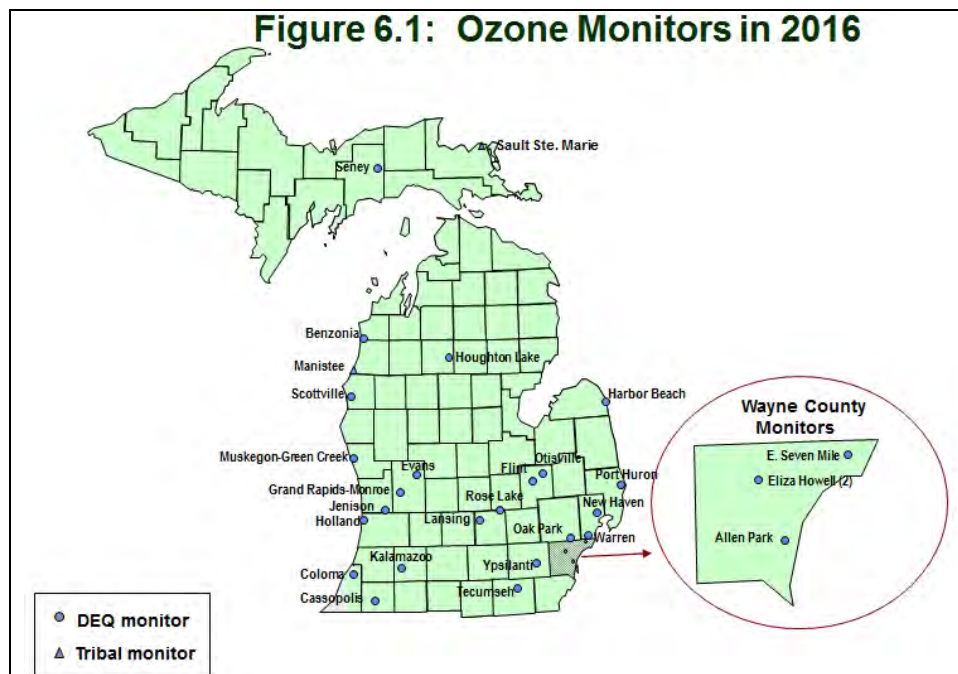 Figure 6.1: Ozone Monitors in 2016
Sault Ste. Marie
Seney
Benzonia
Houghton Lake
Manistee
Scottville
Harbor Beach
Wayne County
Monitors
Muskegon-Green Creek
E. Seven Mile
Evans
Flint
Otisville
Port Huron
Eliza Howell (2)
Grand Rapids-Monroe
Rose Lake
Jenison
New Haven
Holland
Lansing
Oak Park
Warren
Allen Park
Kalamazoo
Ypsilanti
Coloma
Tecumseh
Cassopolis
DEQ monitor
Tribal monitor